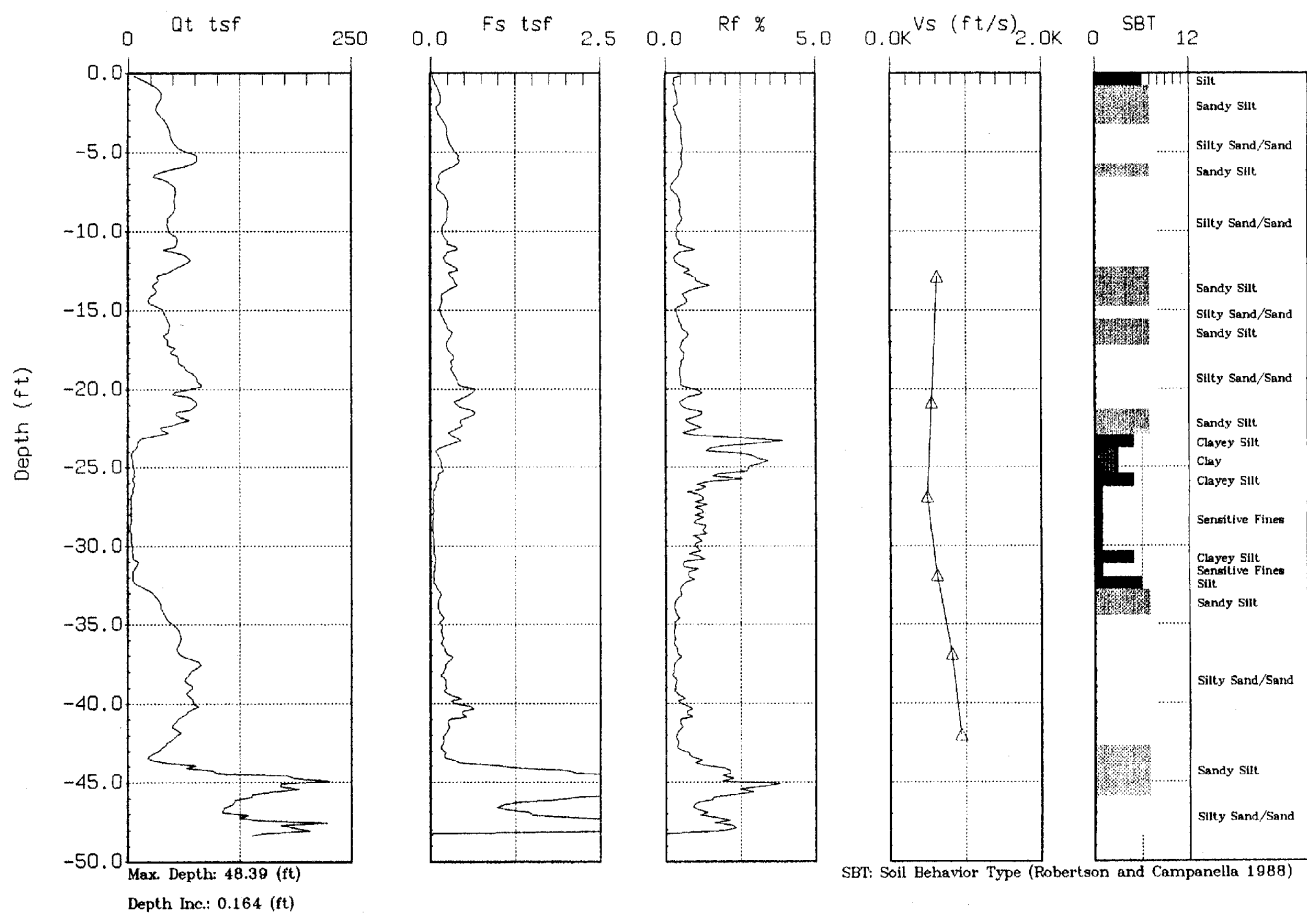 Qt tsf Fs tsf Rf % Vs (ft/s) SBT
0 250 0.0 2.5 0.0 5.0 0.0K 2.0K 0 12
0.0
-5.0
-10.0
-15.0
-20.0
-25.0
-30.0
-35.0
-40.0
-45.0
-50.0
Depth (ft)
Silt
Sandy Silt
Silty Sand/Sand
Sandy Silt
Silty Sand/Sand
Sandy Silt
Silty Sand/Sand
Sandy Silt
Silty Sand/Sand
Sandy Silt
Clayey Silt
Clay
Clayey Silt
Sensitive Fines
Clayey Silt
Sensitive Fines
Silt
Sandy Silt
Silty Sand/Sand
Sandy Silt
Silty Sand/Sand
Max. Depth: 48.39 (ft)
Depth Inc.: 0.164 (ft)
SBT: Soil Behavior Type (Robertson and Campanella 1988)